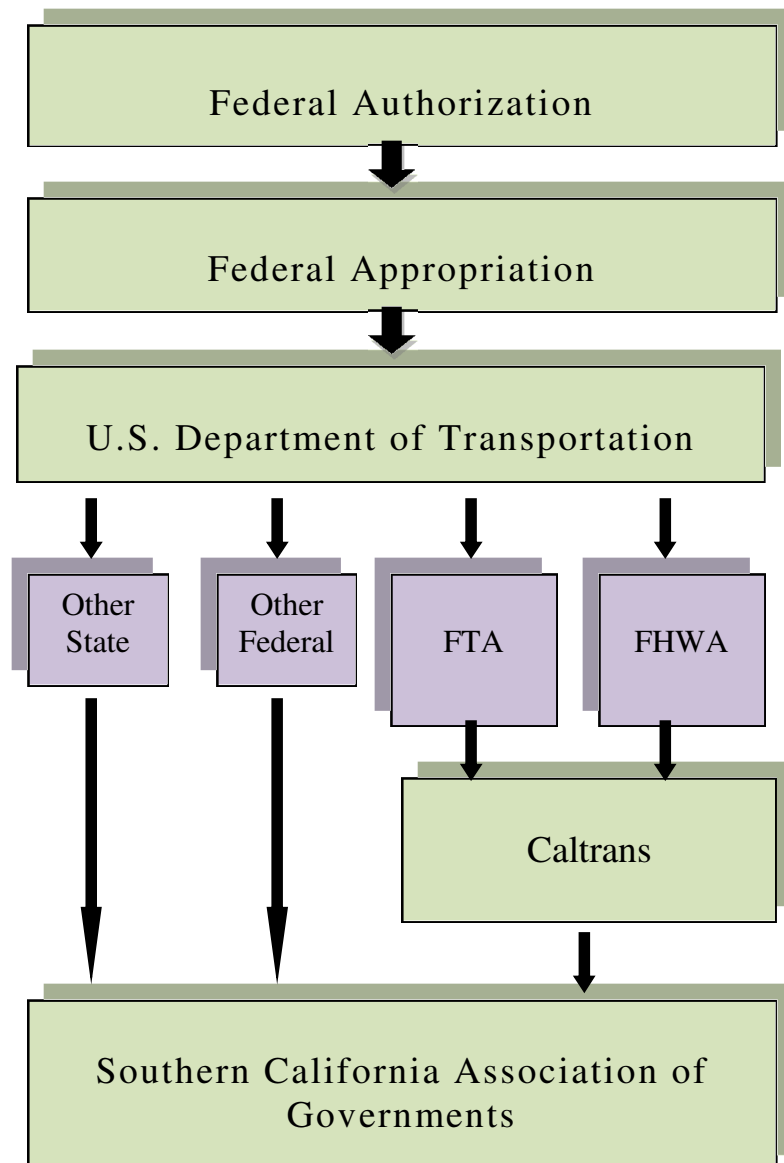 Federal Authorization
Federal Appropriation
U.S. Department of Transportation
Other
State
Other
Federal
FTA
FHWA
Caltrans
Southern California Association of
Governments